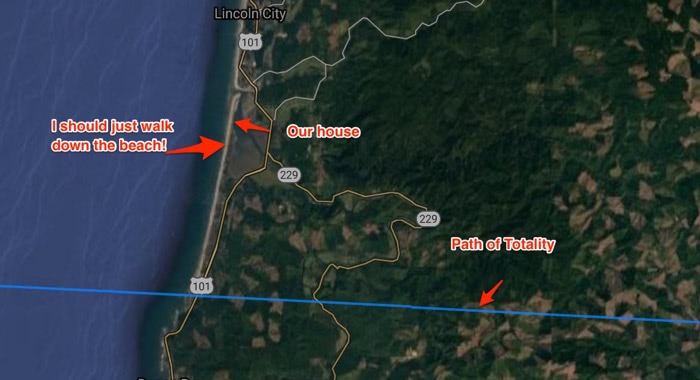 Lincoln City
101
I should just walk
down the beach!
Our house
229
229
Path of Totality
101